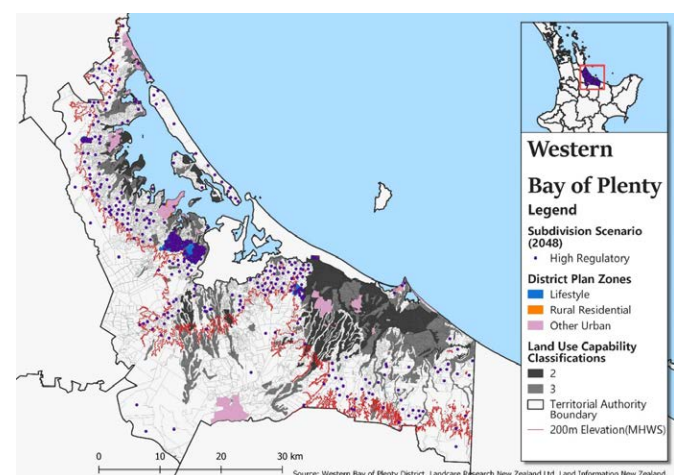 Western
Bay of Plenty
Legend
Subdivision Scenario
(2048)
High Regulatory
District Plan Zones
Lifestyle
Rural Residential
Other Urban
Land Use Capability
Classifications
2
3
Territorial Authority
Boundary
200m Elevation(MHWS)
0 10 20 30 km
Source: Western Bay of Plenty District, Landcare Research New Zealand Ltd, Land Information New Zealand